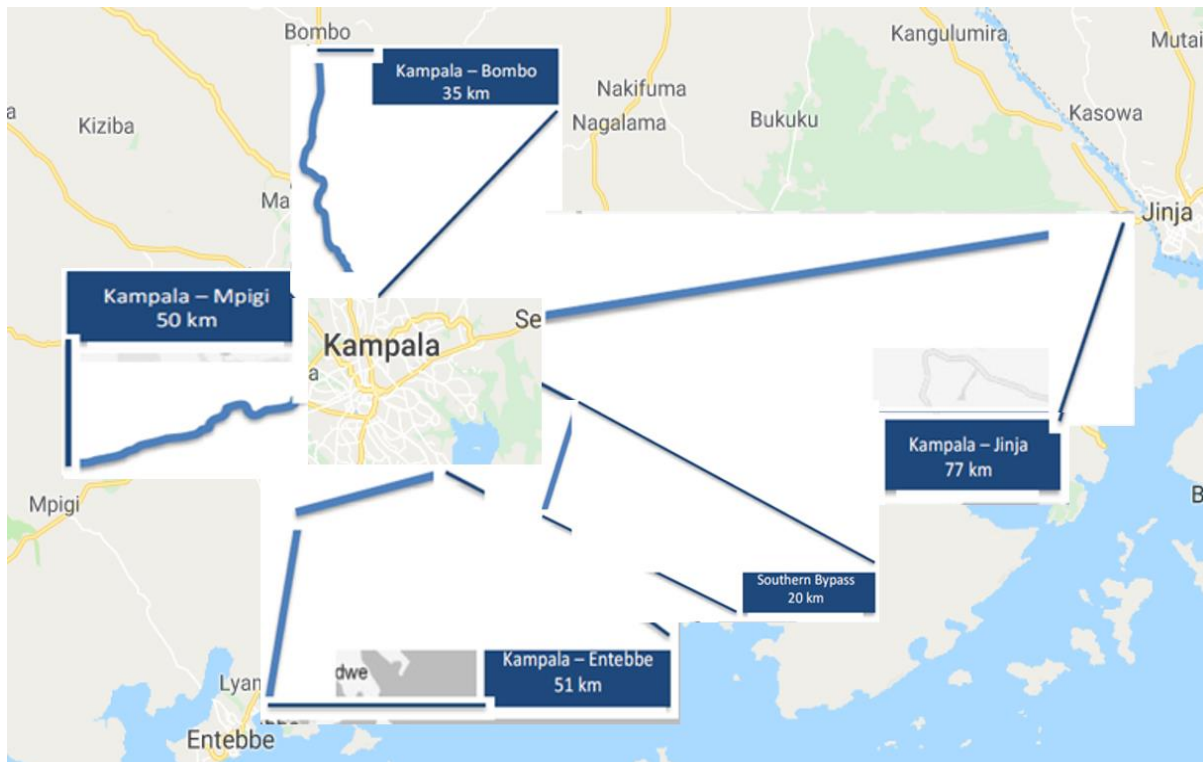 Bombo
Kangulumira
Mutai
Kampala – Bombo
35 km
Nakifuma
Kiziba
Nagalama
Bukuku
Kasowa
Ma
Jinja
Kampala – Mpigi
50 km
Se
Kampala
a
Kampala – Jinja
77 km
Mpigi
B
Southern Bypass
20 km
Kampala – Entebbe
51 km
dwe
Lyan
Entebbe